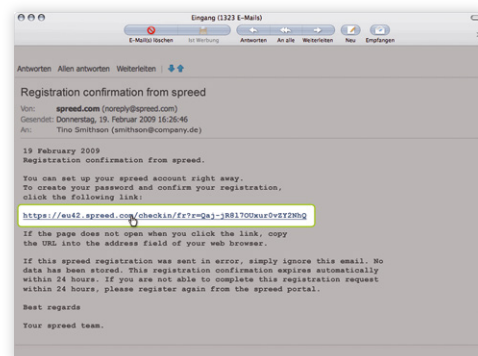 Eingang (1323 E-Mails)
E-Mail(s) löschen Ist Werbung Antworten An alle Weiterleiten Neu Empfangen
Antworten Allen antworten Weiterleiten
Registration confirmation from spreed
Von: spreed.com (noreply@spreed.com)
Gesendet: Donnerstag, 19. Februar 2009 16:26:46
An: Tino Smithson (smithson@company.de)
19 February 2009
Registration confirmation from spreed.
You can set up your account right away.
To create your password and confirm your registration,
click the following link:
https://eu42.spreed.com/checkin/fr?r=Qaj-jR8l7OUxur0vZY2NhQ
If the page does not open when you click the link, copy
the URL into the address field of your web browser.
If this spreed registration was sent in error, simply ignore this email. No
data has been stored. This registration confirmation expires automatically
within 24 hours. If you are not able to complete this registration request
within 24 hours, please register again from the spreed portal.
Best regards
Your spreed team.